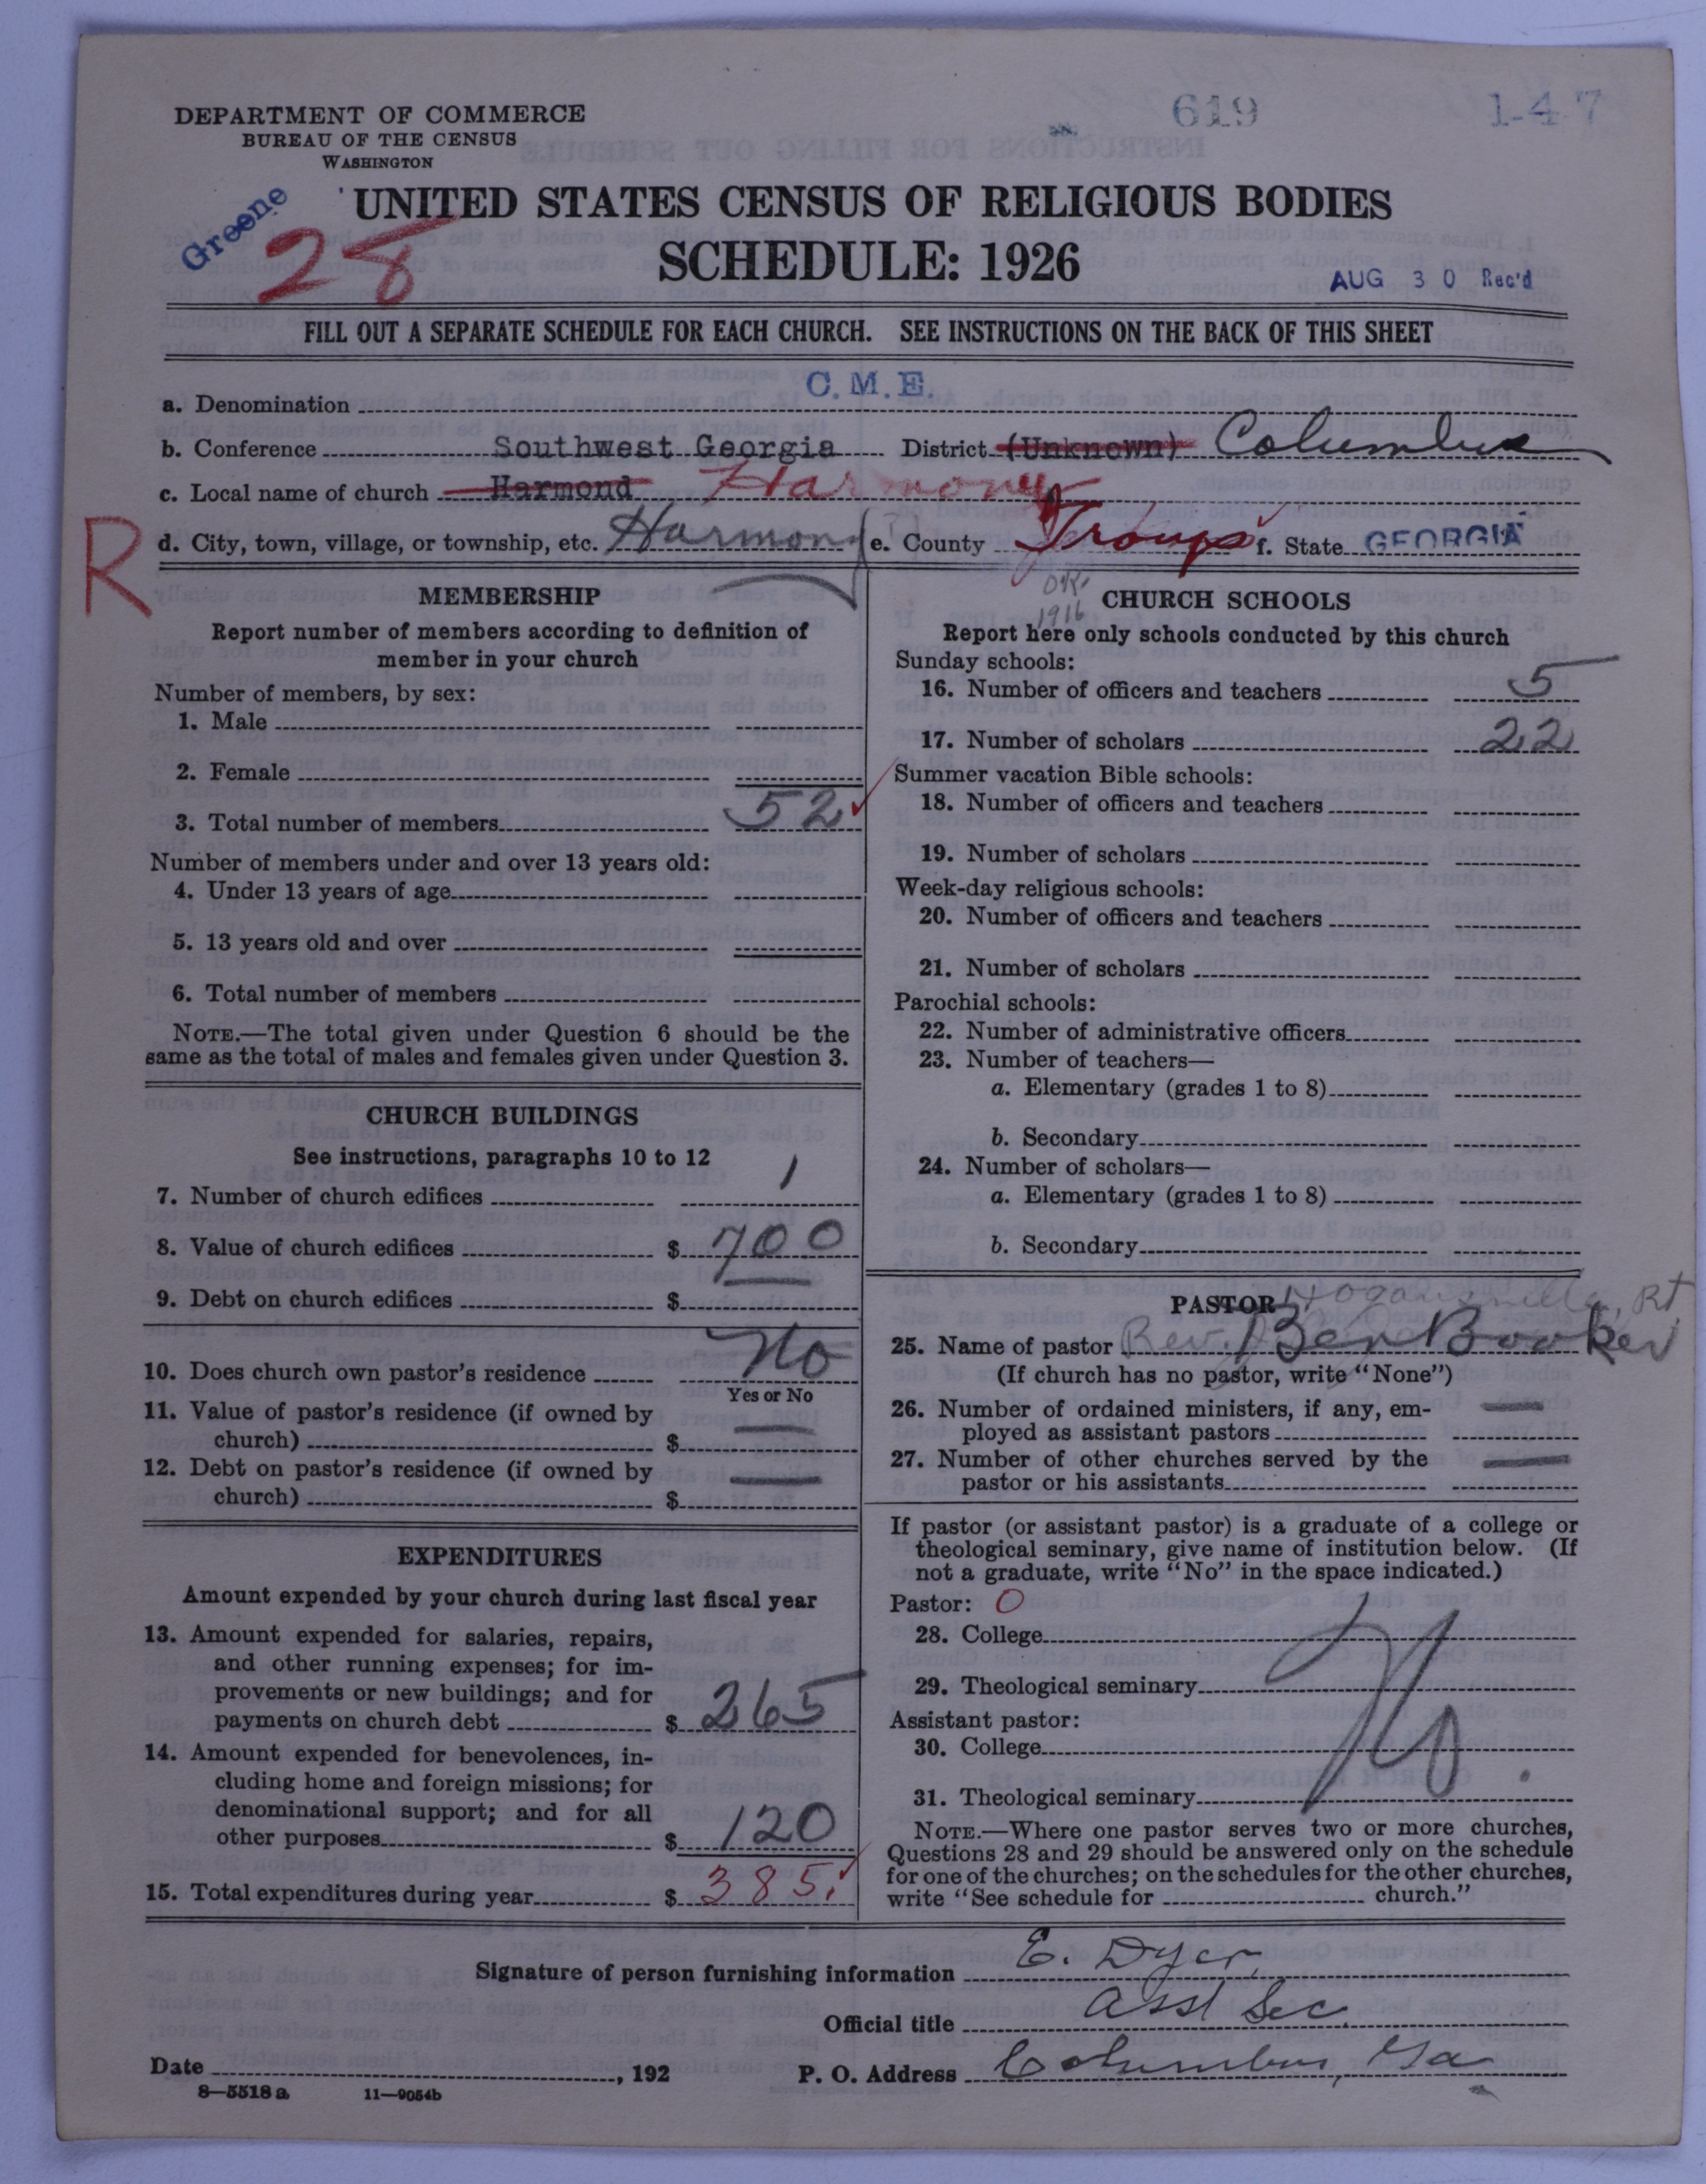 DEPARTMENT OF COMMERCE
BUREAU OF THE CENSUS
WASHINGTON
619
1-47
Greene
28
UNITED STATES CENSUS OF RELIGIOUS BODIES
SCHEDULE: 1926
AUG 30 Rec'd
FILL OUT A SEPARATE SCHEDULE FOR EACH CHURCH. SEE INSTRUCTIONS ON THE BACK OF THIS SHEET
a. Denomination C.M.E.
b. Conference Southwest Georgia District (Unknown) Columbus
c. Local name of church Harmond Harmony
R
d. City, town, village, or township, etc. Harmony e. County Troup f. State GEORGIA
OK.
1916
MEMBERSHIP
Report number of members according to definition of
member in your church
Number of members, by sex:
1. Male
2. Female
3. Total number of members 52
Number of members under and over 13 years old:
4. Under 13 years of age
5. 13 years old and over
6. Total number of members
NOTE.—The total given under Question 6 should be the
same as the total of males and females given under Question 3.
CHURCH BUILDINGS
See instructions, paragraphs 10 to 12
7. Number of church edifices 1
8. Value of church edifices $ 700
9. Debt on church edifices $
10. Does church own pastor's residence No
Yes or No
11. Value of pastor's residence (if owned by
church) $ —
12. Debt on pastor's residence (if owned by
church) $ —
EXPENDITURES
Amount expended by your church during last fiscal year
13. Amount expended for salaries, repairs,
and other running expenses; for im-
provements or new buildings; and for
payments on church debt $ 265
14. Amount expended for benevolences, in-
cluding home and foreign missions; for
denominational support; and for all
other purposes $ 120
15. Total expenditures during year $ 385.
CHURCH SCHOOLS
Report here only schools conducted by this church
Sunday schools:
16. Number of officers and teachers 5
17. Number of scholars 22
Summer vacation Bible schools:
18. Number of officers and teachers
19. Number of scholars
Week-day religious schools:
20. Number of officers and teachers
21. Number of scholars
Parochial schools:
22. Number of administrative officers
23. Number of teachers—
a. Elementary (grades 1 to 8)
b. Secondary
24. Number of scholars—
a. Elementary (grades 1 to 8)
b. Secondary
PASTOR Hogansville, Rt
25. Name of pastor Rev. Ben Booker
(If church has no pastor, write "None")
26. Number of ordained ministers, if any, em-
ployed as assistant pastors —
27. Number of other churches served by the
pastor or his assistants —
If pastor (or assistant pastor) is a graduate of a college or
theological seminary, give name of institution below. (If
not a graduate, write "No" in the space indicated.)
Pastor: 0
28. College
29. Theological seminary
Assistant pastor:
30. College
31. Theological seminary
NOTE.—Where one pastor serves two or more churches,
Questions 28 and 29 should be answered only on the schedule
for one of the churches; on the schedules for the other churches,
write "See schedule for church."
Signature of person furnishing information E. Dyer
Official title Asst Sec.
Date , 192 P. O. Address Columbus, Ga
8—5518 a 11—9054b